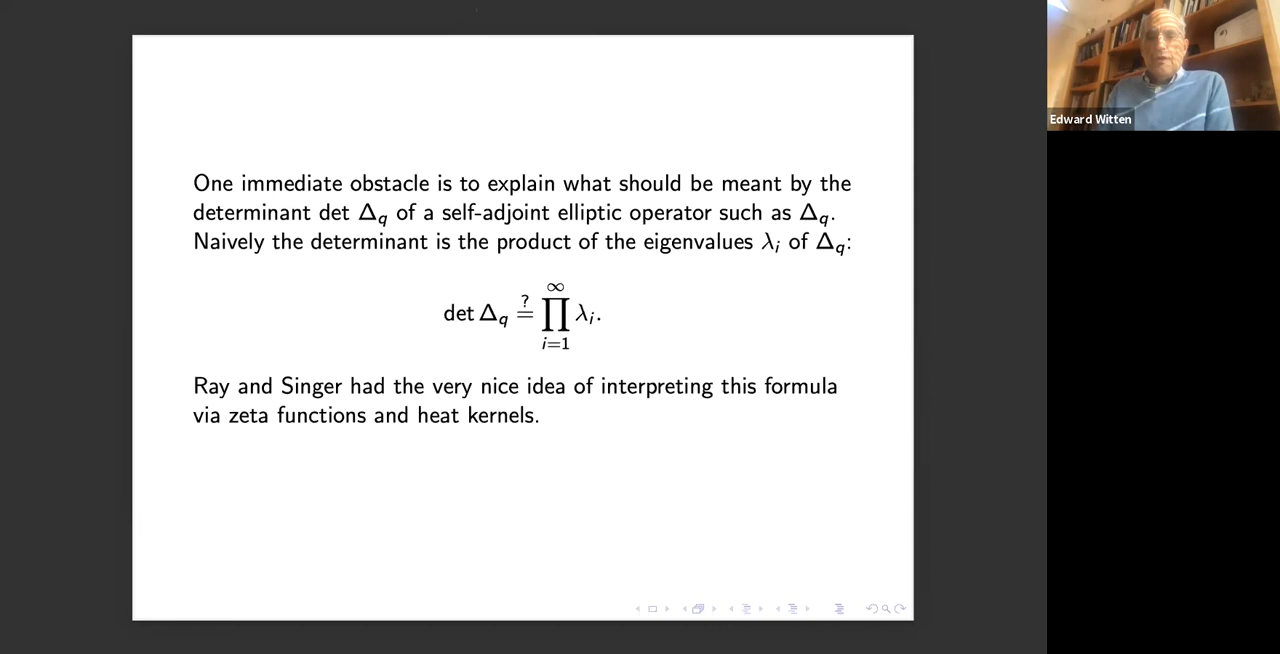 One immediate obstacle is to explain what should be meant by the
determinant det Δ_q of a self-adjoint elliptic operator such as Δ_q.
Naively the determinant is the product of the eigenvalues λ_i of Δ_q:
det Δ_q ≟ ∏_{i=1}^{∞} λ_i.
Ray and Singer had the very nice idea of interpreting this formula
via zeta functions and heat kernels.
Edward Witten